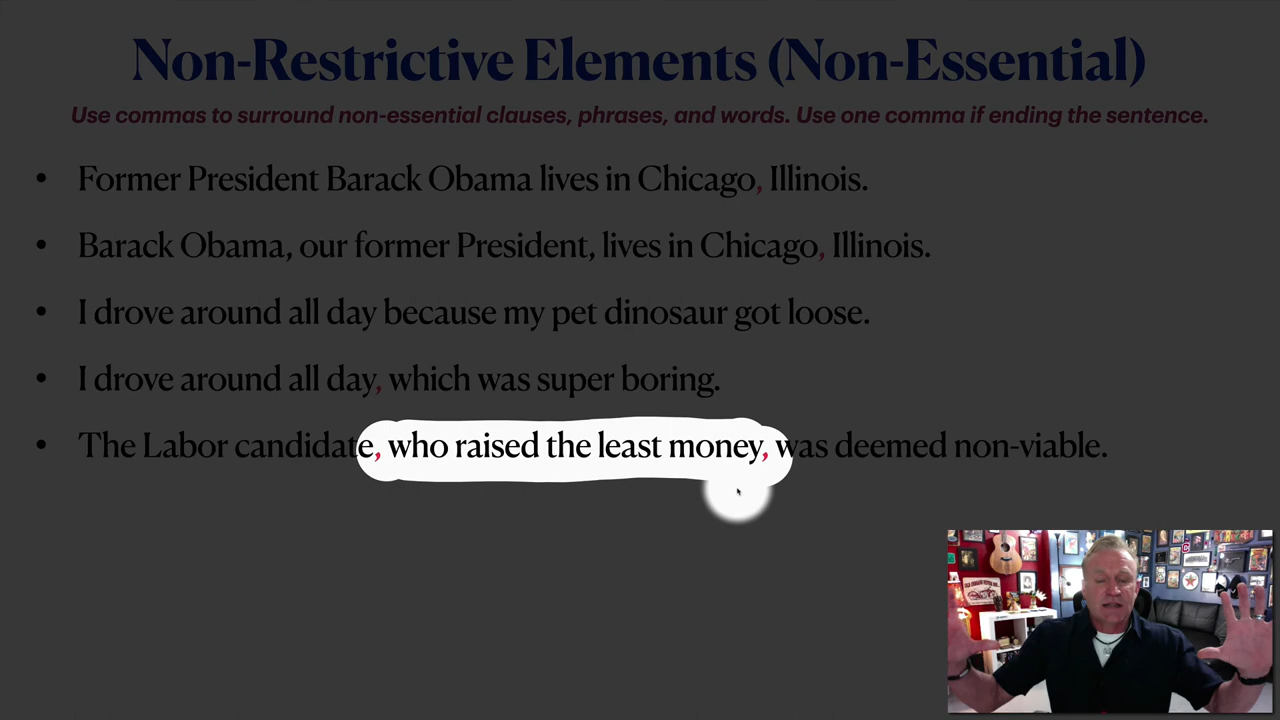 Non-Restrictive Elements (Non-Essential)
Use commas to surround non-essential clauses, phrases, and words. Use one comma if ending the sentence.
• Former President Barack Obama lives in Chicago, Illinois.
• Barack Obama, our former President, lives in Chicago, Illinois.
• I drove around all day because my pet dinosaur got loose.
• I drove around all day, which was super boring.
• The Labor candidate, who raised the least money, was deemed non-viable.